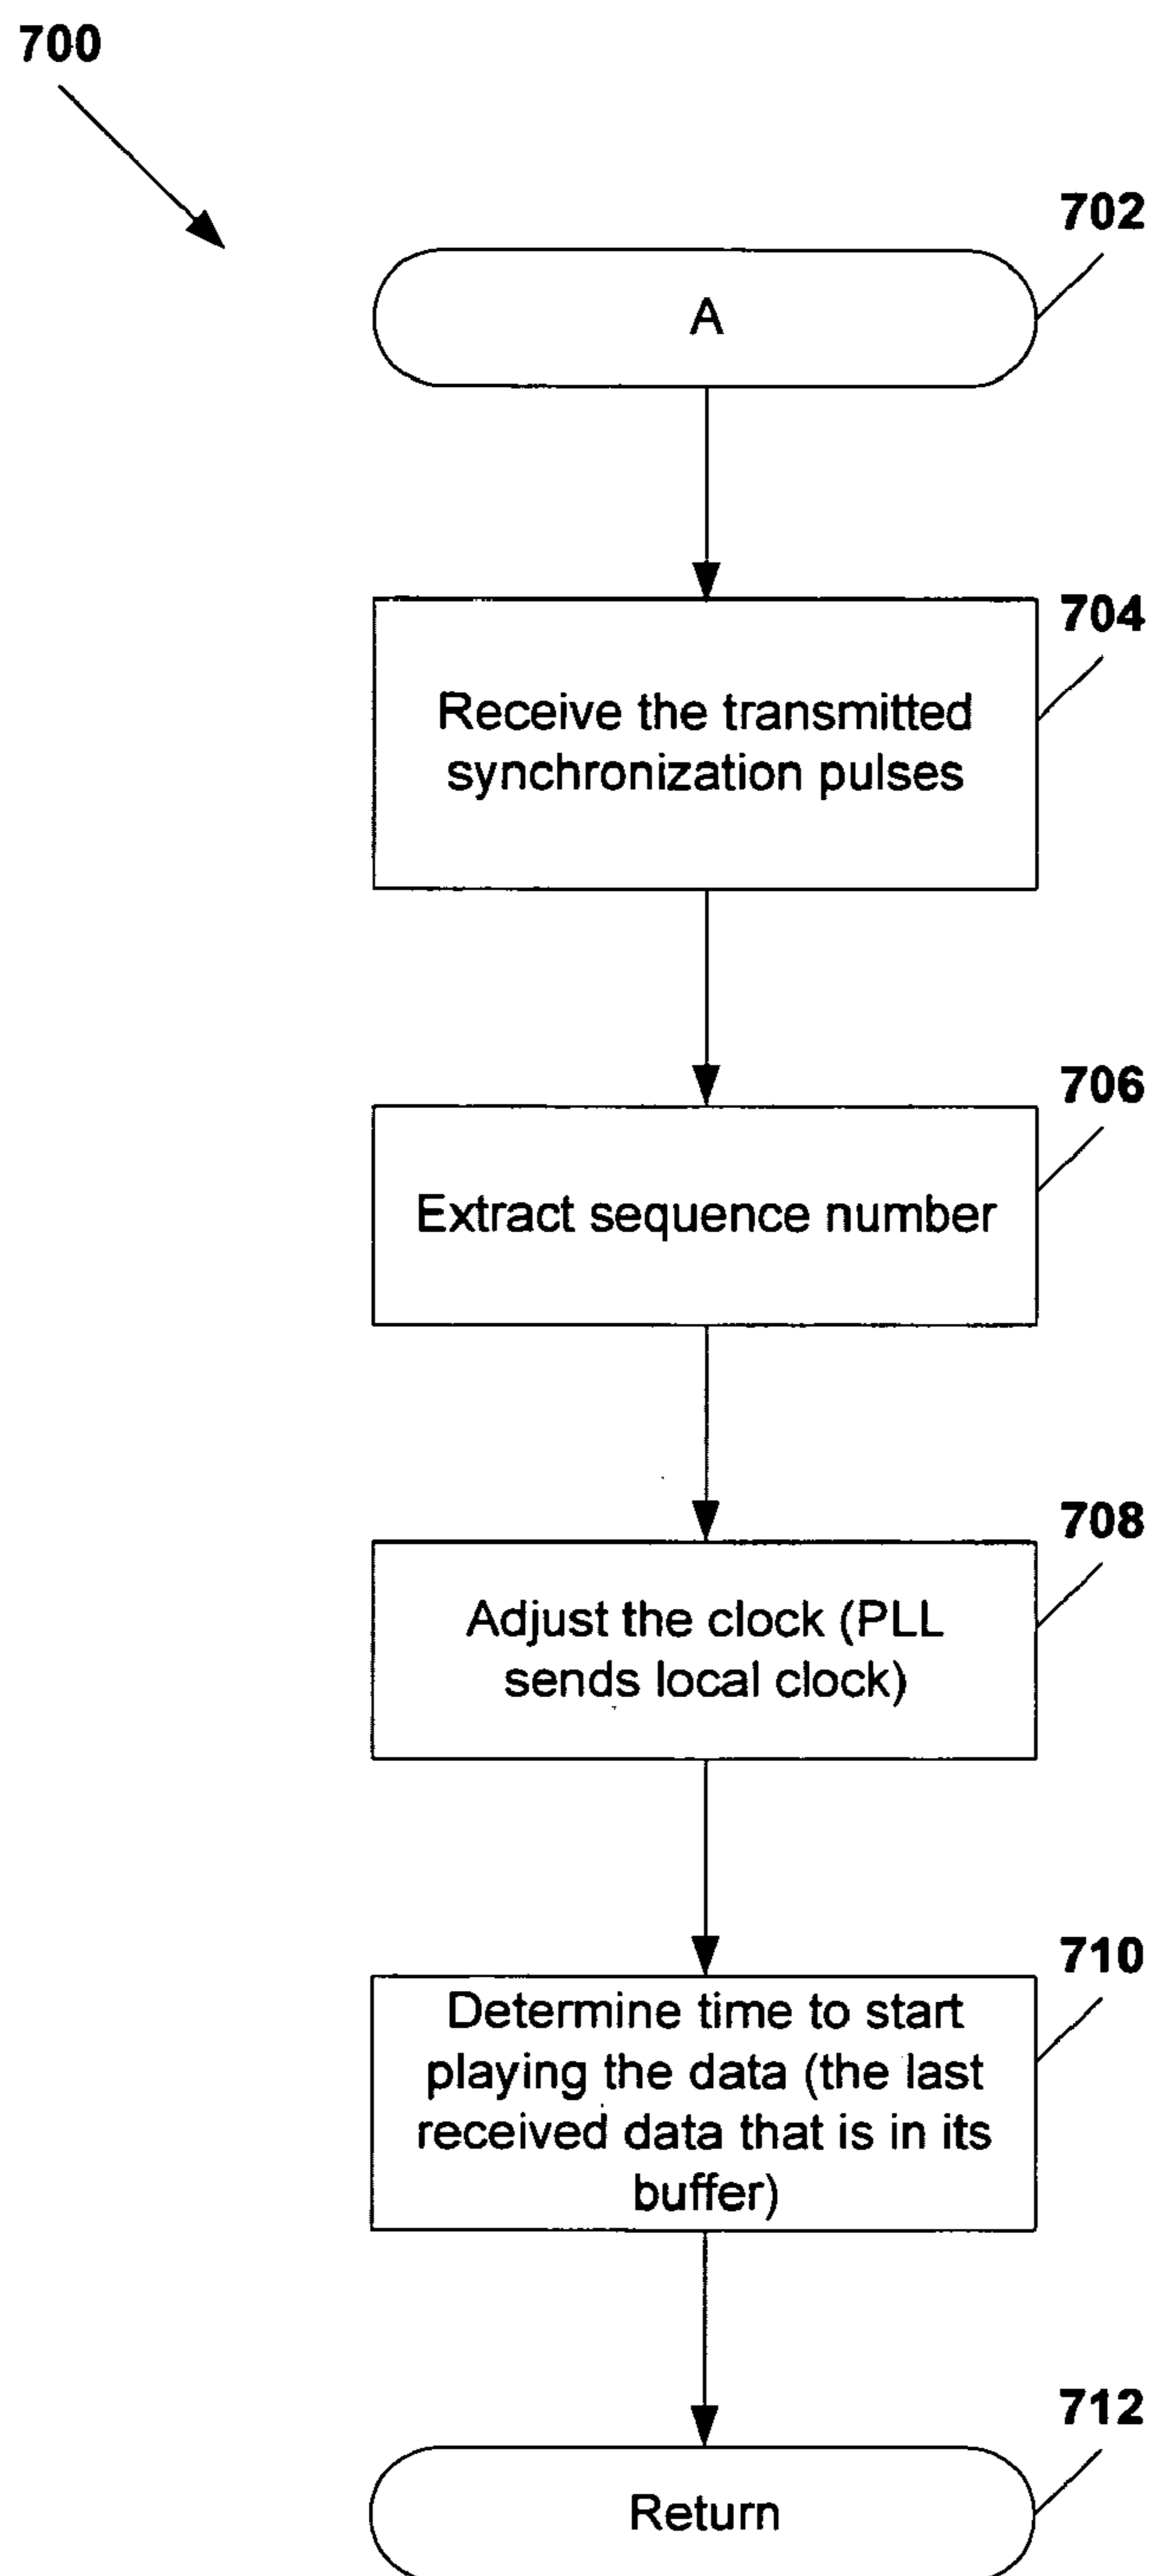 700
702
A
704
Receive the transmitted
synchronization pulses
706
Extract sequence number
708
Adjust the clock (PLL
sends local clock)
710
Determine time to start
playing the data (the last
received data that is in its
buffer)
712
Return